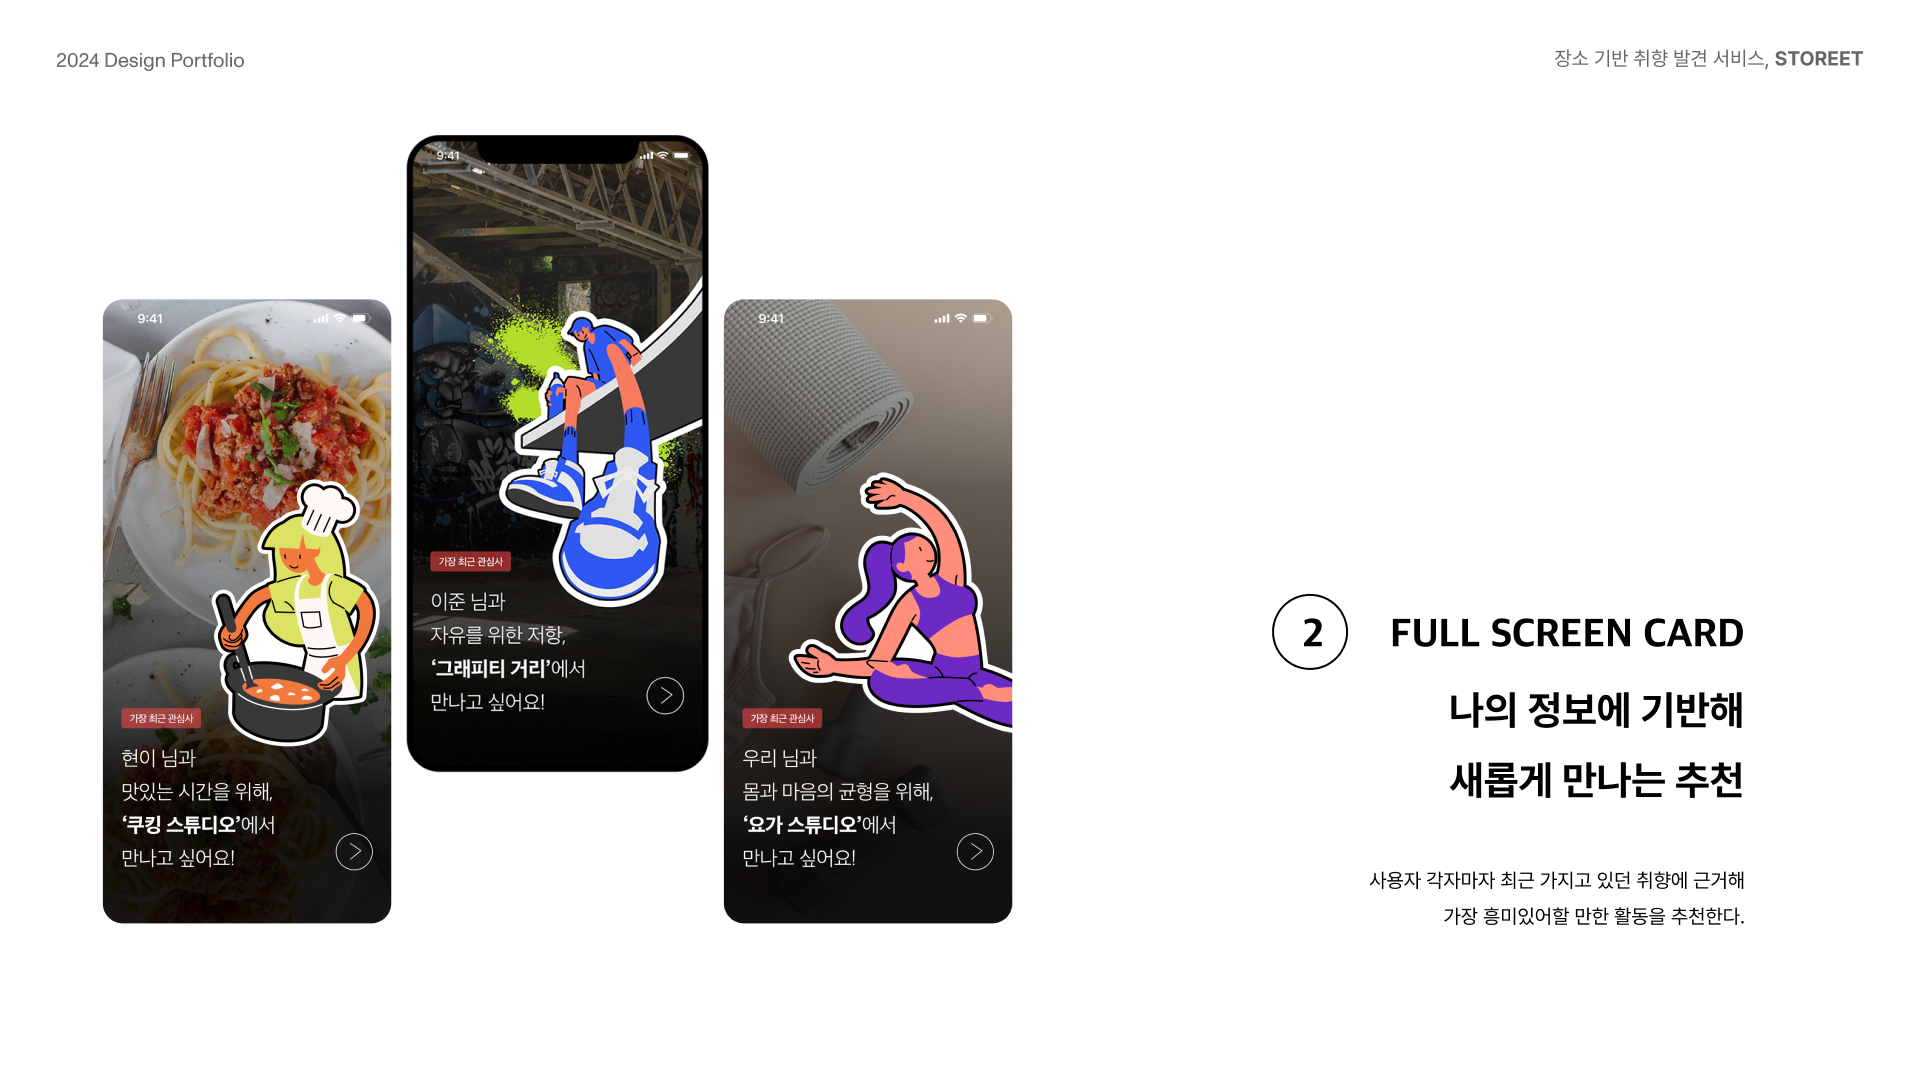 2024 Design Portfolio
장소 기반 취향 발견 서비스, STOREET
9:41
가장 최근 관심사
현이 님과
맛있는 시간을 위해,
‘쿠킹 스튜디오’에서
만나고 싶어요!
9:41
가장 최근 관심사
이준 님과
자유를 위한 저항,
‘그래피티 거리’에서
만나고 싶어요!
9:41
가장 최근 관심사
우리 님과
몸과 마음의 균형을 위해,
‘요가 스튜디오’에서
만나고 싶어요!
2 FULL SCREEN CARD
나의 정보에 기반해
새롭게 만나는 추천
사용자 각자마자 최근 가지고 있던 취향에 근거해
가장 흥미있어할 만한 활동을 추천한다.